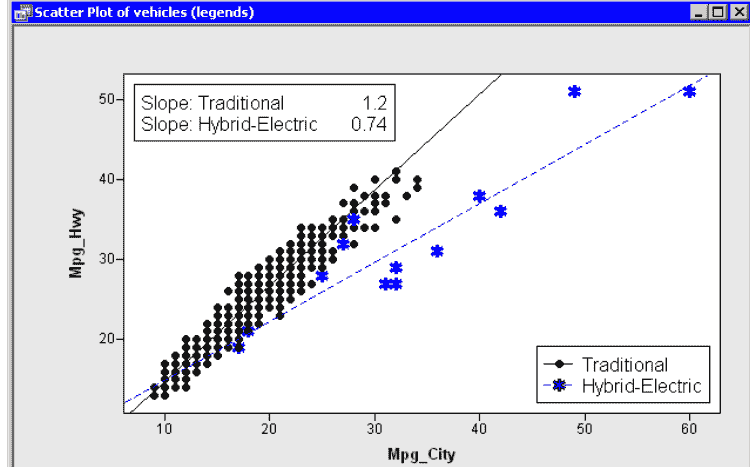 Scatter Plot of vehicles (legends)
Slope: Traditional 1.2
Slope: Hybrid-Electric 0.74
50
40
30
20
Mpg_Hwy
Traditional
Hybrid-Electric
10 20 30 40 50 60
Mpg_City